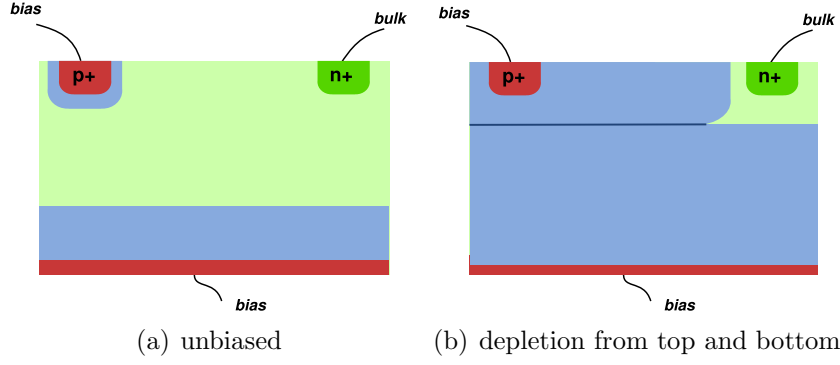 bias
bulk
p+
n+
bias
(a) unbiased
bias
bulk
p+
n+
bias
(b) depletion from top and bottom